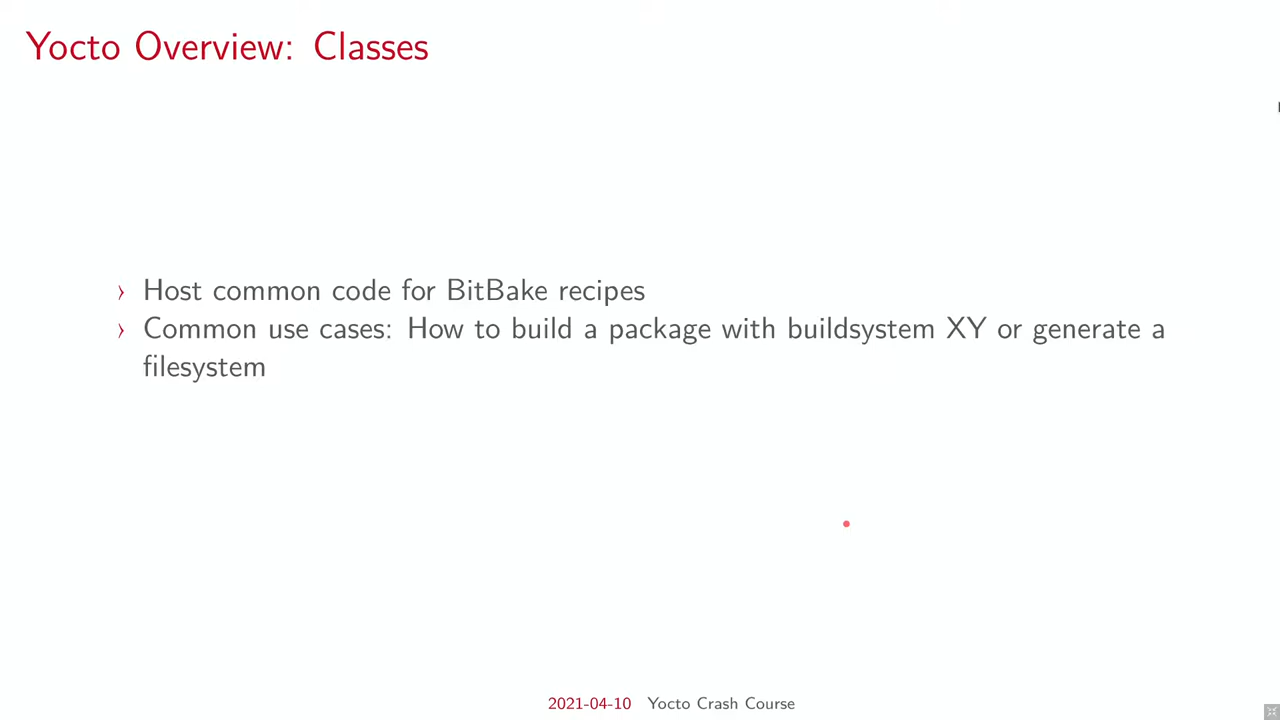 Yocto Overview: Classes
› Host common code for BitBake recipes
› Common use cases: How to build a package with buildsystem XY or generate a
filesystem
2021-04-10 Yocto Crash Course